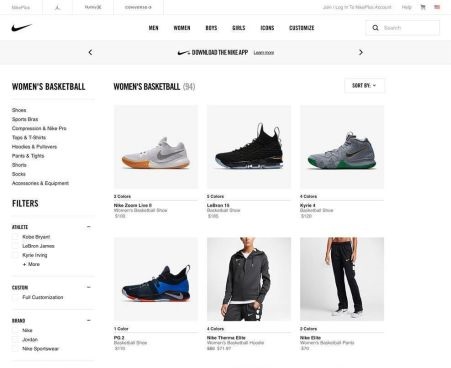 NikePlus
Hurley
CONVERSE
Join / Log In To NikePlus Account
Help
MEN
WOMEN
BOYS
GIRLS
ICONS
CUSTOMIZE
Search
DOWNLOAD THE NIKE APP
Learn more
WOMEN'S BASKETBALL
WOMEN'S BASKETBALL (94)
SORT BY:
Shoes
Sports Bras
Compression & Nike Pro
Tops & T-Shirts
Hoodies & Pullovers
Pants & Tights
Shorts
Socks
Accessories & Equipment
FILTERS
ATHLETE
Kobe Bryant
LeBron James
Kyrie Irving
+ More
CUSTOM
Full Customization
BRAND
Nike
Jordan
Nike Sportswear
3 Colors
Nike Zoom Live II
Women's Basketball Shoe
$100
5 Colors
LeBron 15
Basketball Shoe
$185
4 Colors
Kyrie 4
Basketball Shoe
$120
1 Color
PG 2
Basketball Shoe
$110
4 Colors
Nike Therma Elite
Women's Basketball Hoodie
$71.97
2 Colors
Nike Elite
Women's Basketball Pants
$70